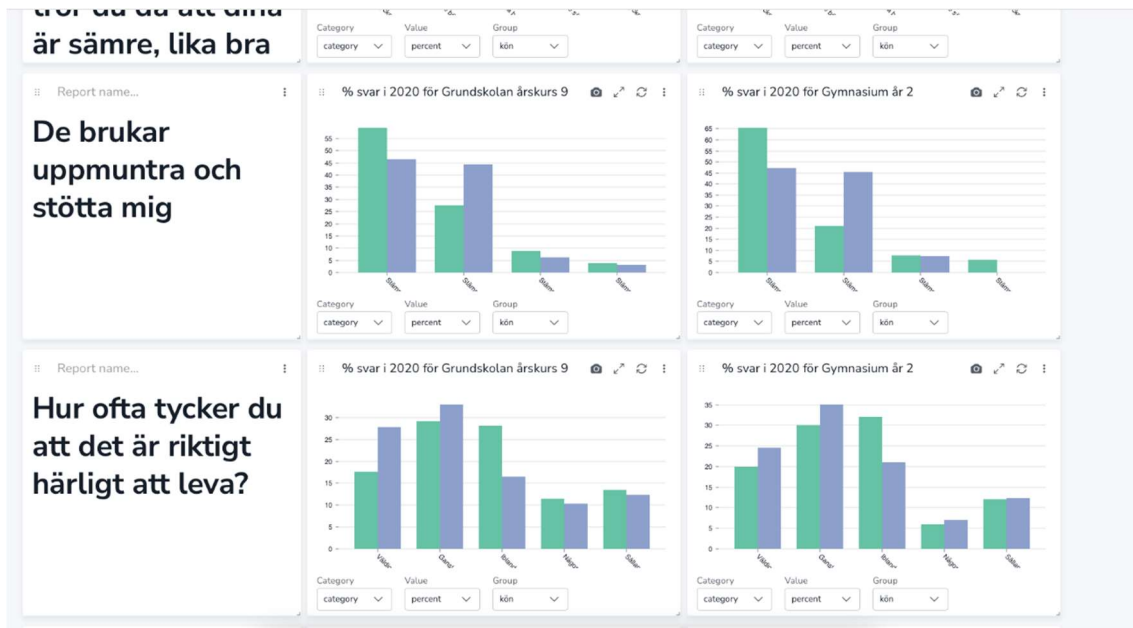 är sämre, lika bra
Category
Value
Group
category
percent
kön
Category
Value
Group
category
percent
kön
Report name...
De brukar
uppmuntra och
stötta mig
% svar i 2020 för Grundskolan årskurs 9
55
50
45
40
35
30
25
20
15
10
5
0
Category
Value
Group
category
percent
kön
% svar i 2020 för Gymnasium år 2
65
60
55
50
45
40
35
30
25
20
15
10
5
0
Category
Value
Group
category
percent
kön
Report name...
Hur ofta tycker du
att det är riktigt
härligt att leva?
% svar i 2020 för Grundskolan årskurs 9
30
25
20
15
10
5
0
Category
Value
Group
category
percent
kön
% svar i 2020 för Gymnasium år 2
35
30
25
20
15
10
5
0
Category
Value
Group
category
percent
kön